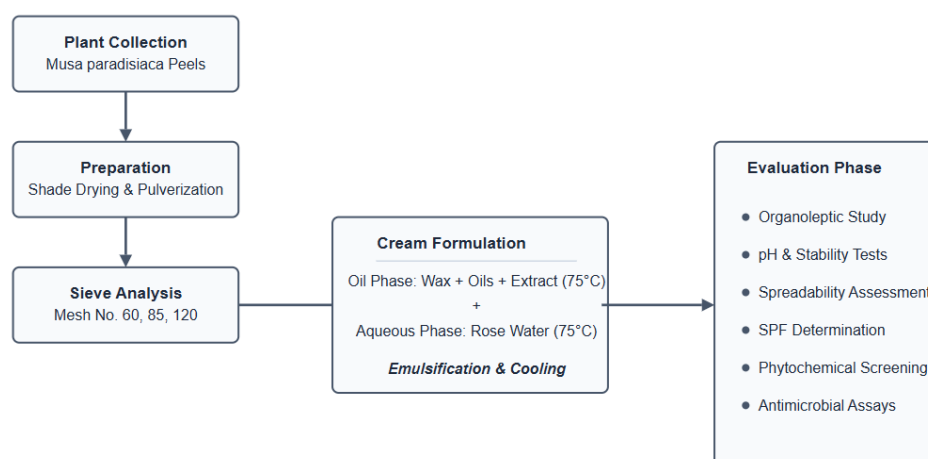 Plant Collection
Musa paradisiaca Peels
Preparation
Shade Drying & Pulverization
Sieve Analysis
Mesh No. 60, 85, 120
Cream Formulation
Oil Phase: Wax + Oils + Extract (75°C)
+
Aqueous Phase: Rose Water (75°C)
Emulsification & Cooling
Evaluation Phase
Organoleptic Study
pH & Stability Tests
Spreadability Assessment
SPF Determination
Phytochemical Screening
Antimicrobial Assays